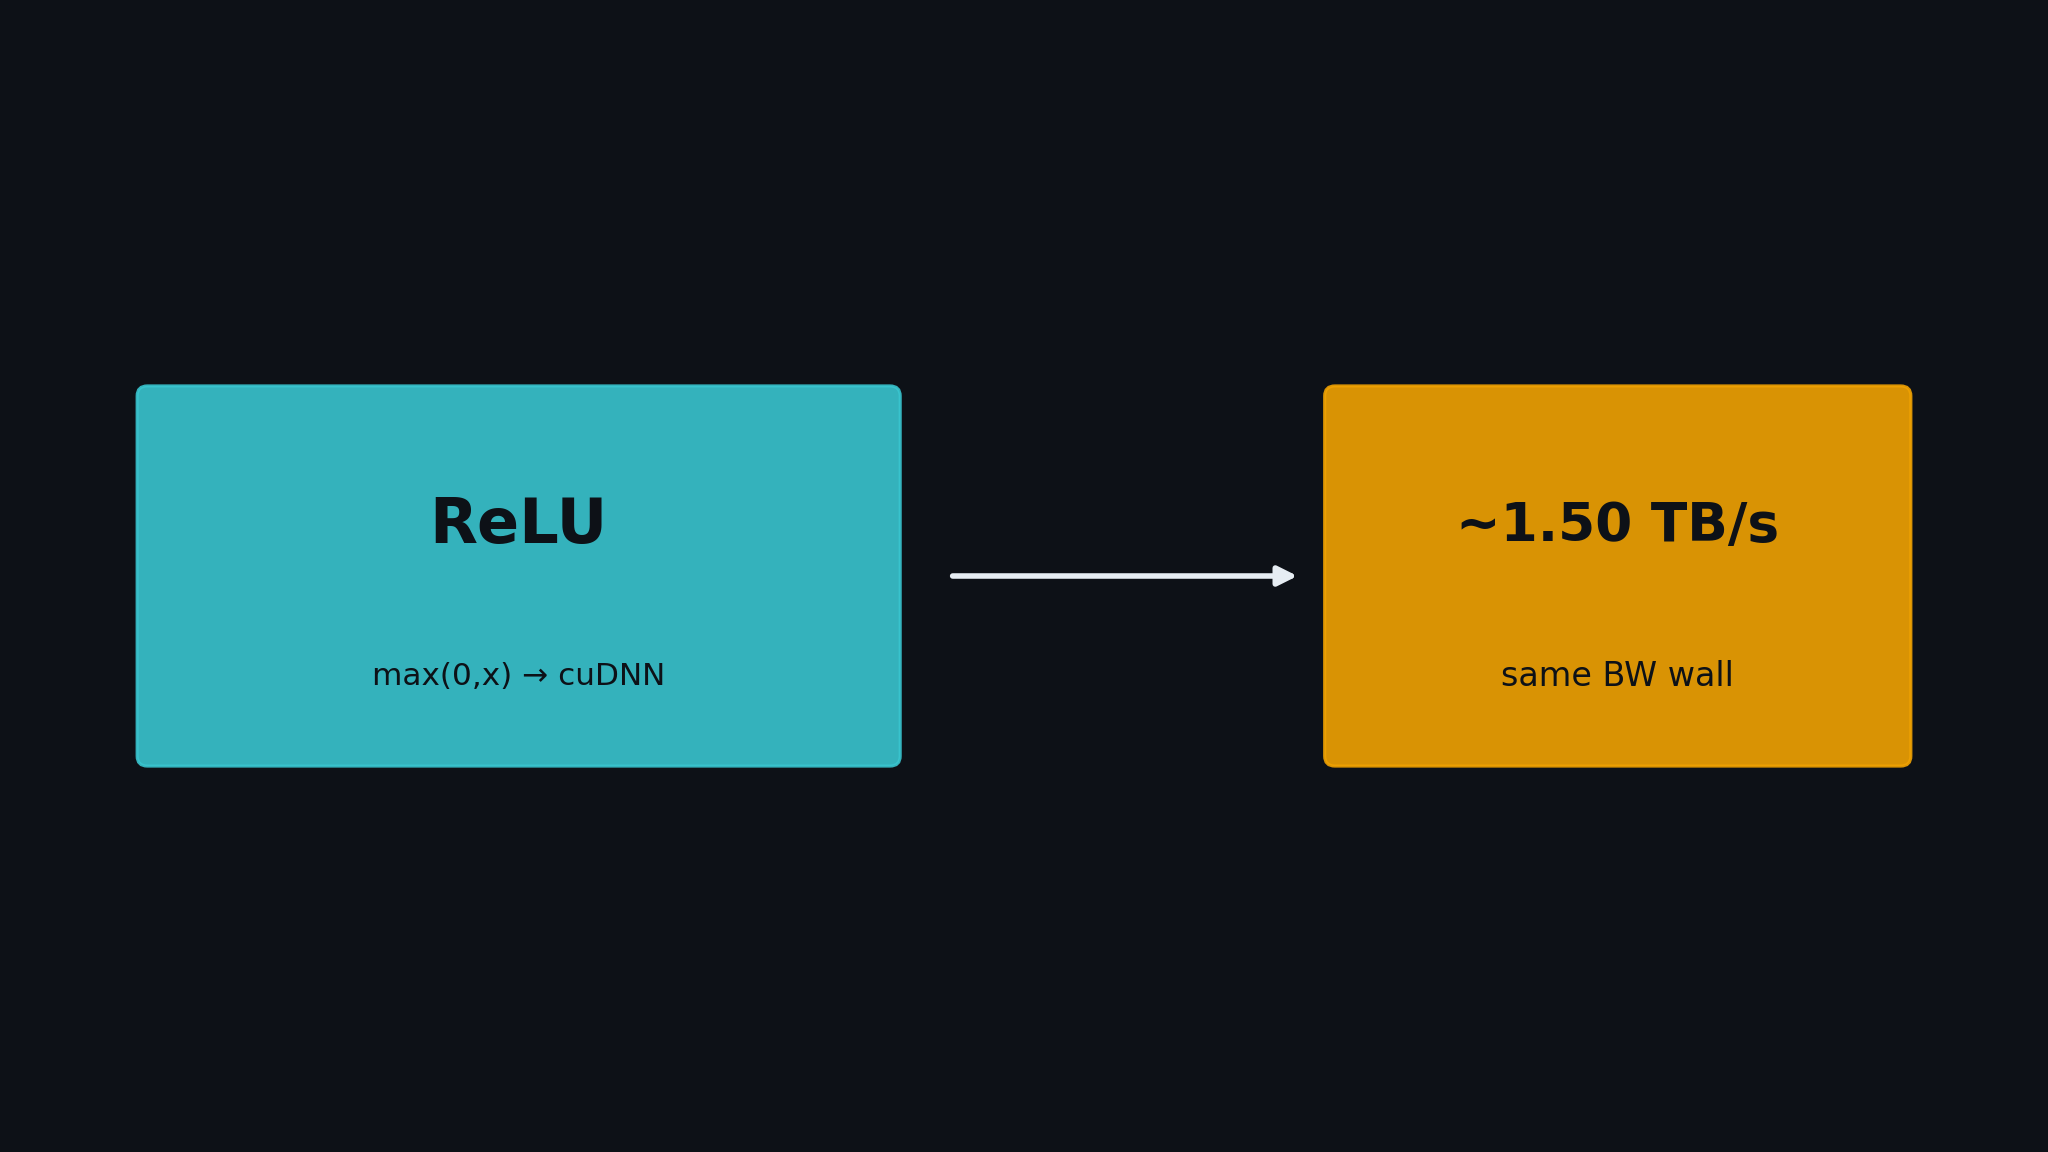 ReLU
max(0,x) → cuDNN
~1.50 TB/s
same BW wall